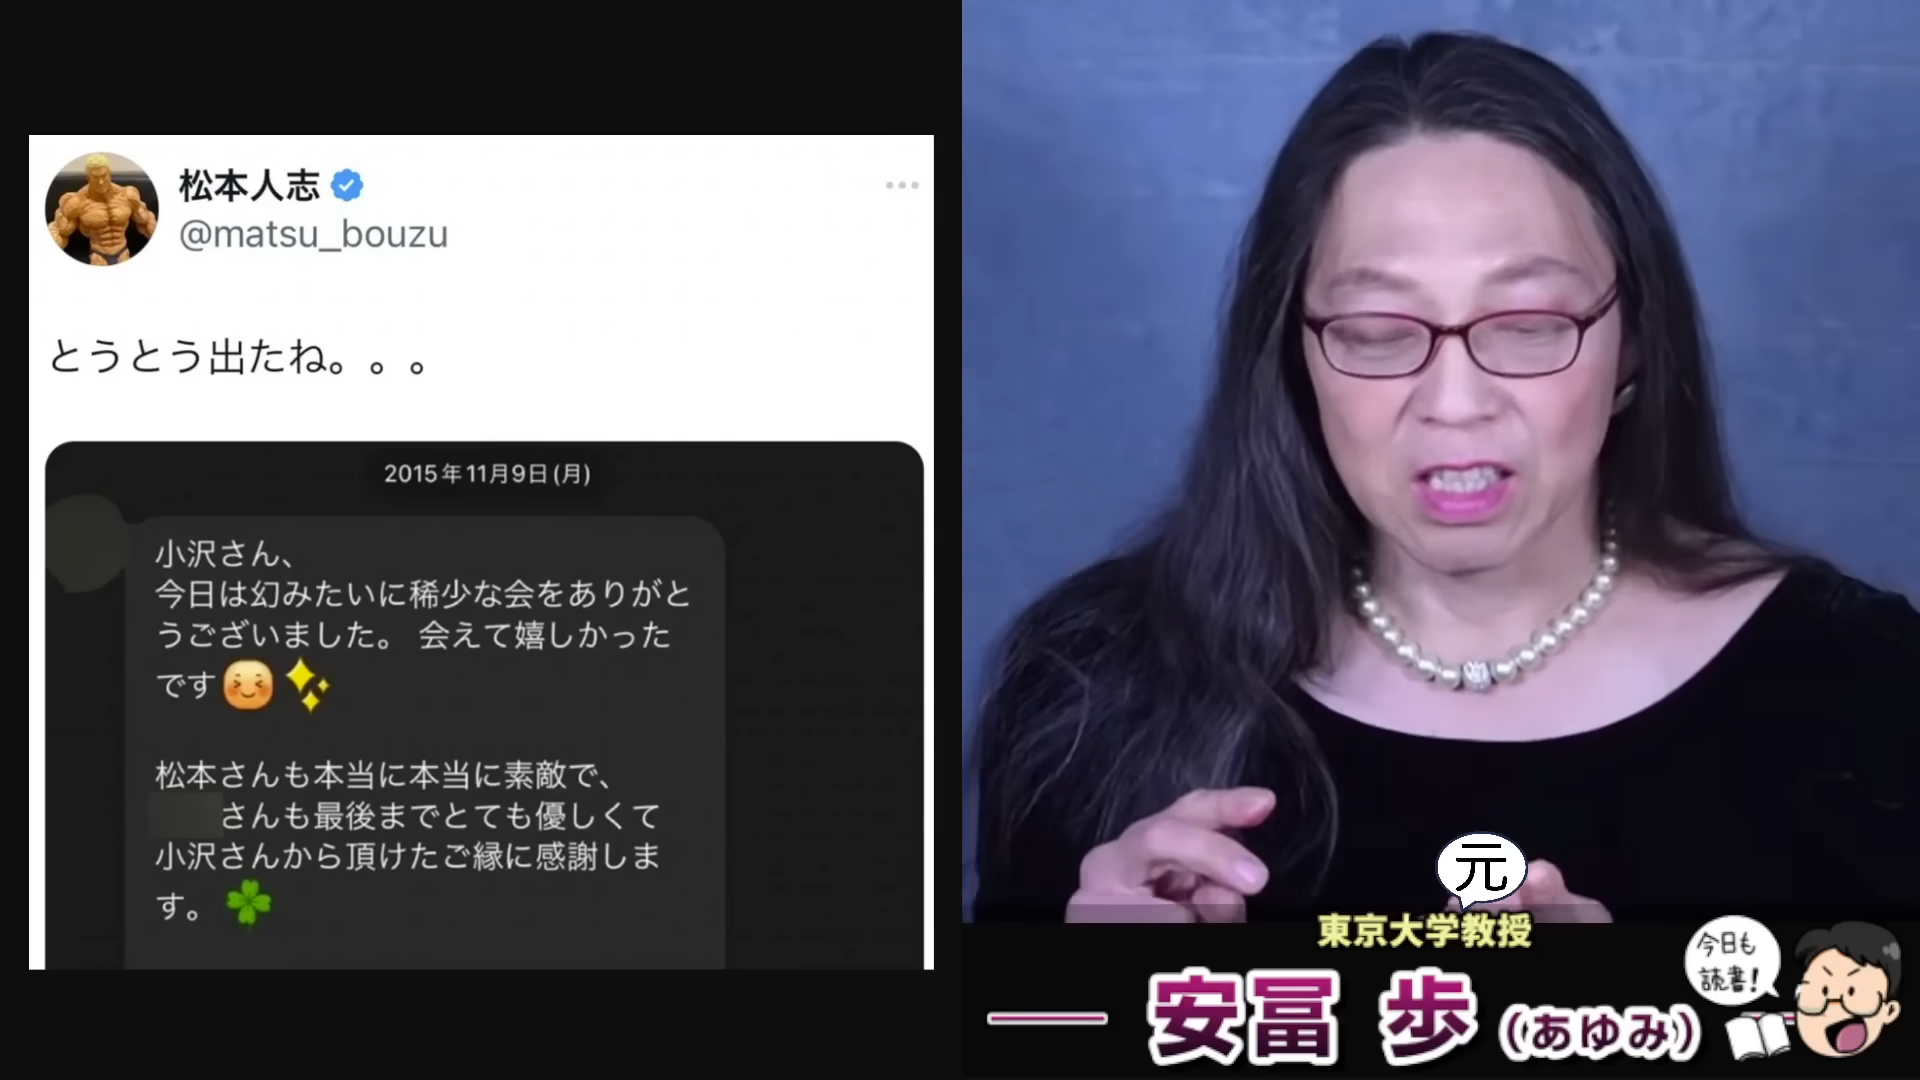 松本人志
@matsu_bouzu
とうとう出たね。。。
2015年11月9日(月)
小沢さん、
今日は幻みたいに稀少な会をありがと
うございました。 会えて嬉しかった
です
松本さんも本当に本当に素敵で、
さんも最後までとても優しくて
小沢さんから頂けたご縁に感謝しま
す。
元
東京大学教授
安冨 歩 (あゆみ)
今日も
読書!